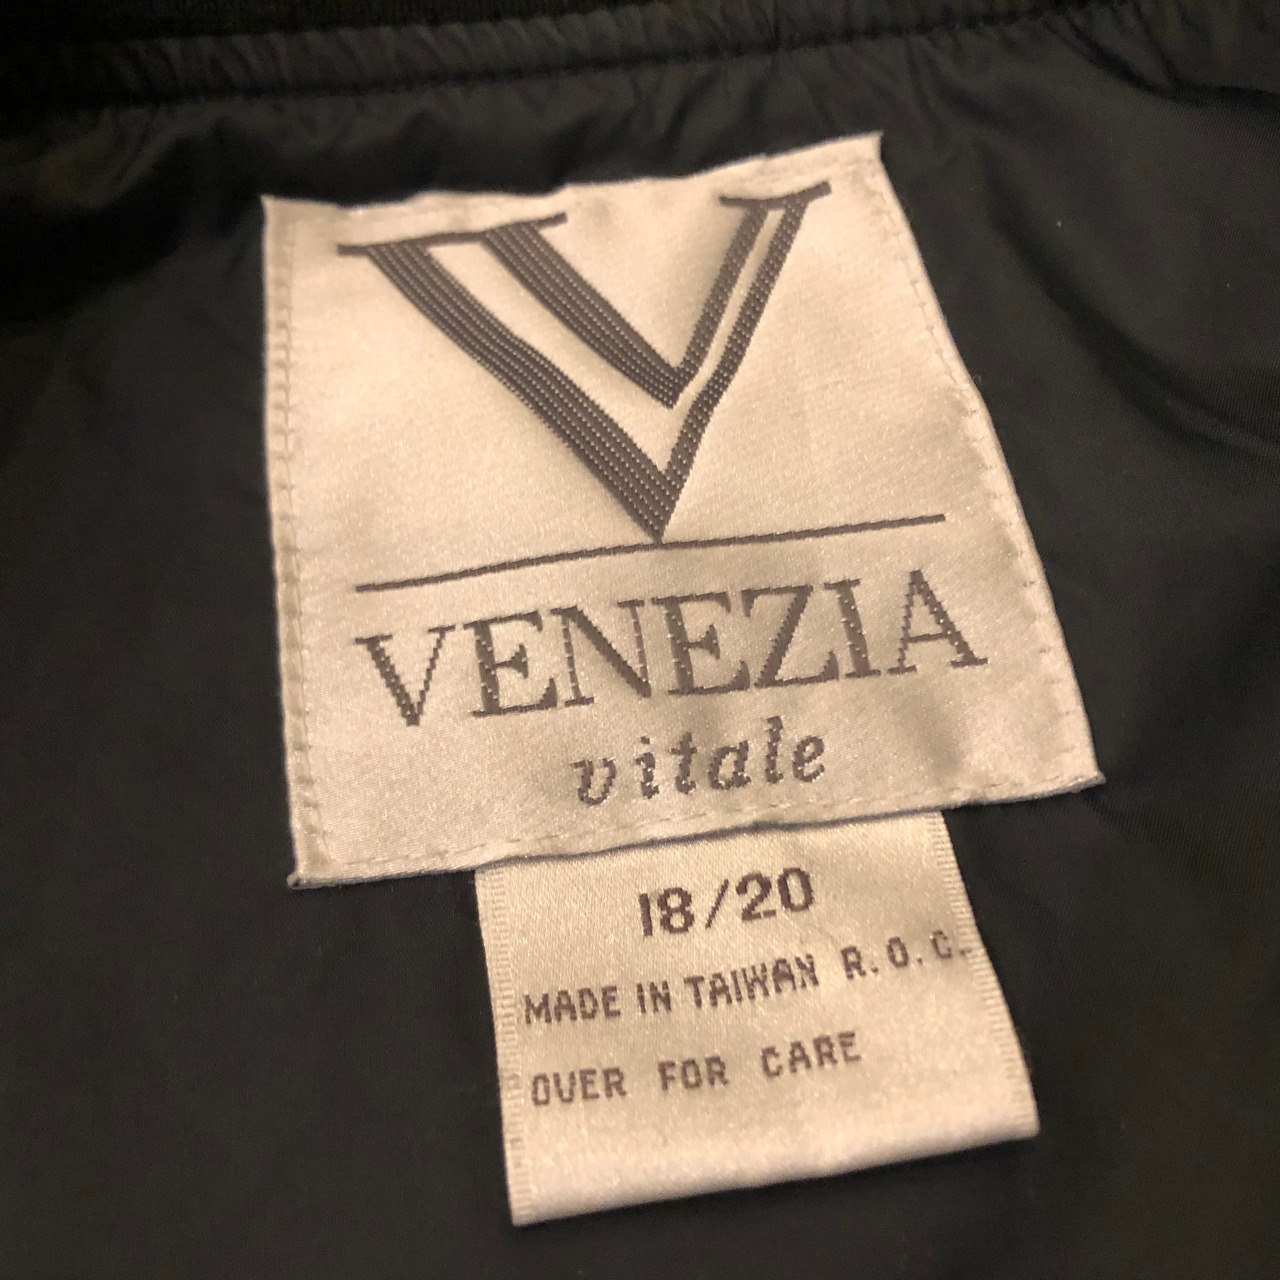 V
VENEZIA
vitale
18/20
MADE IN TAIWAN R.O.C.
OVER FOR CARE